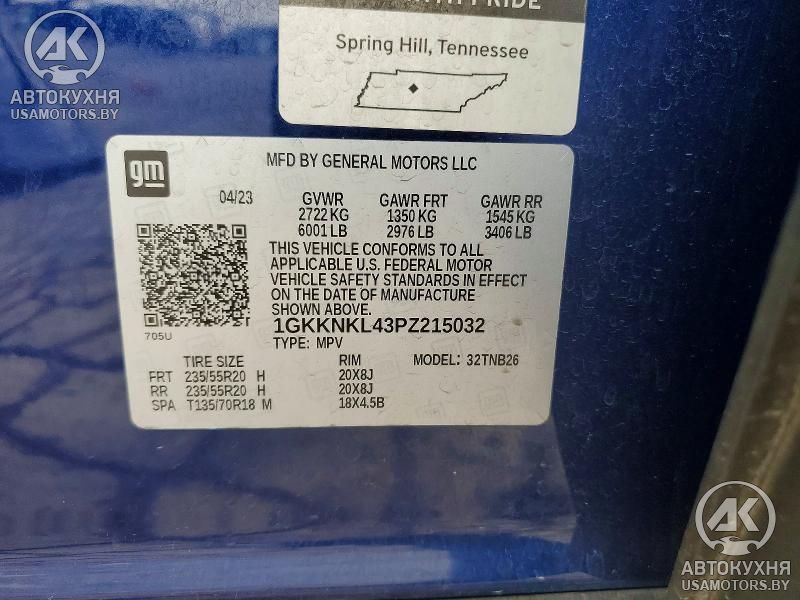 PRIDE
Spring Hill, Tennessee
AK
АВТОКУХНЯ
USAMOTORS.BY
gm
MFD BY GENERAL MOTORS LLC
04/23 GVWR GAWR FRT GAWR RR
2722 KG 1350 KG 1545 KG
6001 LB 2976 LB 3406 LB
THIS VEHICLE CONFORMS TO ALL
APPLICABLE U.S. FEDERAL MOTOR
VEHICLE SAFETY STANDARDS IN EFFECT
ON THE DATE OF MANUFACTURE
SHOWN ABOVE.
1GKKNKL43PZ215032
705U
TYPE: MPV
TIRE SIZE RIM MODEL: 32TNB26
FRT 235/55R20 H 20X8J
RR 235/55R20 H 20X8J
SPA T135/70R18 M 18X4.5B
AK
АВТОКУХНЯ
USAMOTORS.BY